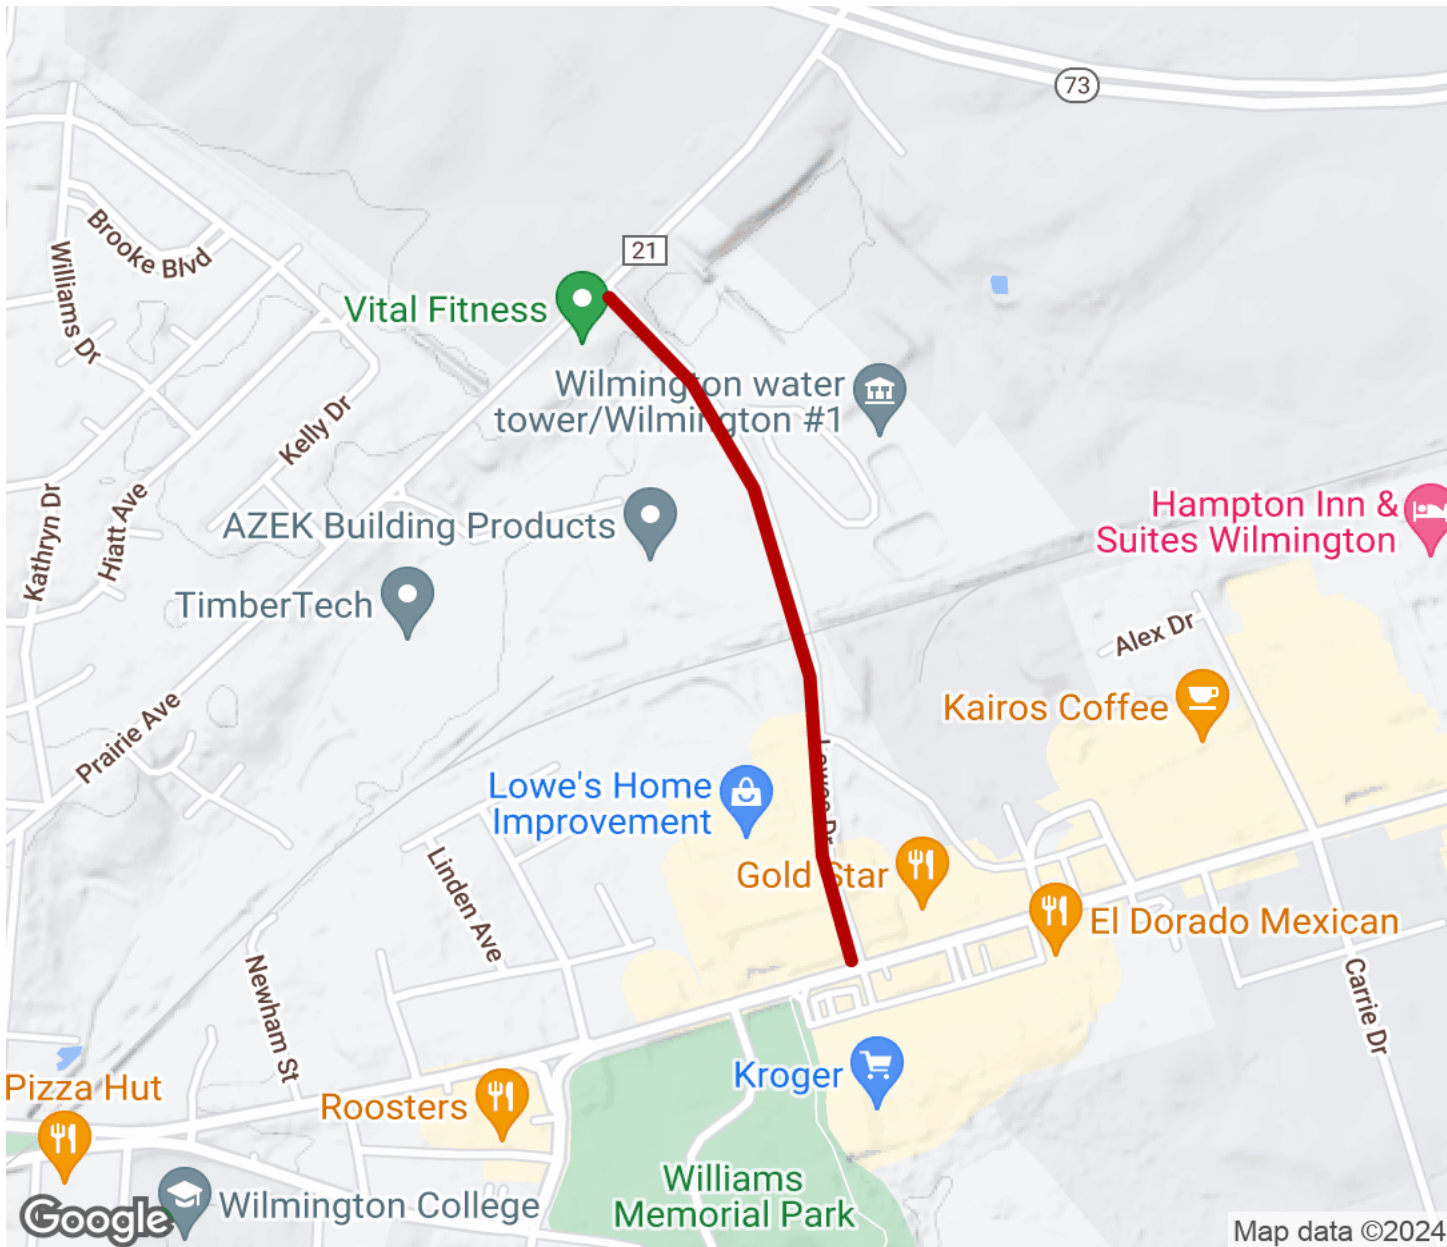 73
21
Brooke Blvd
Williams Dr
Vital Fitness
Wilmington water
tower/Wilmington #1
Kelly Dr
Hiatt Ave
Kathryn Dr
AZEK Building Products
Hampton Inn &
Suites Wilmington
TimberTech
Alex Dr
Kairos Coffee
Prairie Ave
Lowe's Home
Improvement
Lowes Dr
Gold Star
Linden Ave
El Dorado Mexican
Newham St
Carrie Dr
Pizza Hut
Kroger
Roosters
Williams
Memorial Park
Wilmington College
Google
Map data ©2024